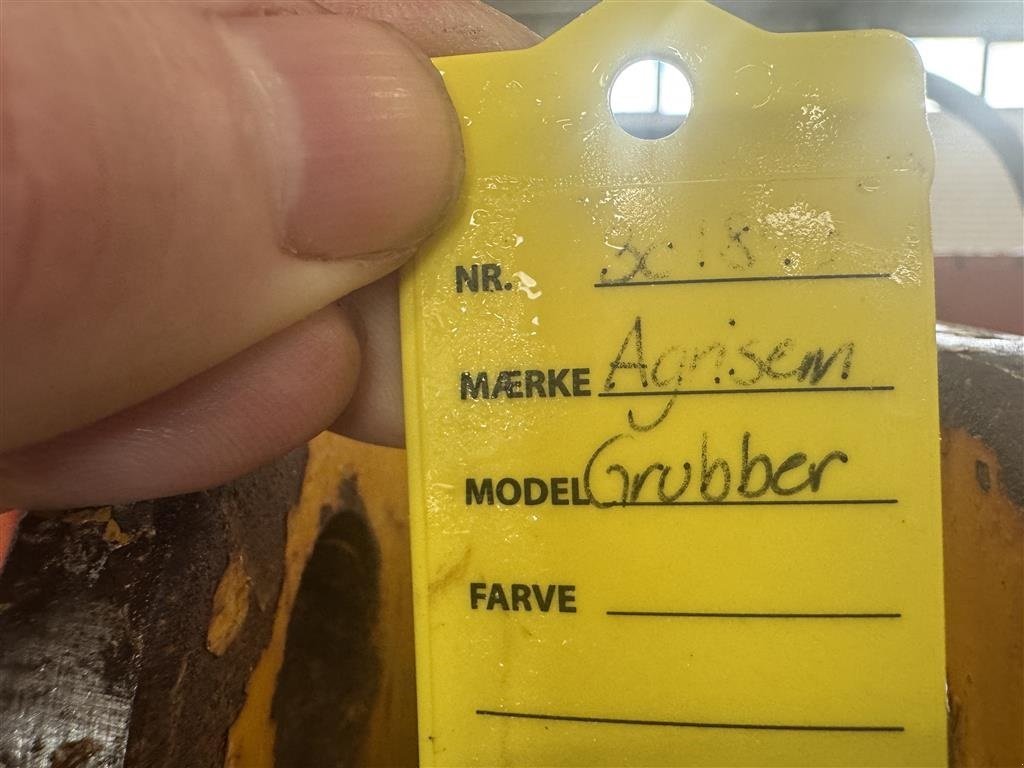 NR.
MÆRKE Agrisem
MODEL Grubber
FARVE